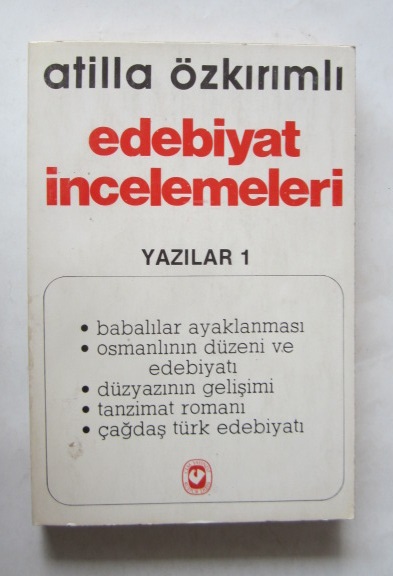 atilla özkırımlı
edebiyat
incelemeleri
YAZILAR 1
• babalılar ayaklanması
• osmanlının düzeni ve
edebiyatı
• düzyazının gelişimi
• tanzimat romanı
• çağdaş türk edebiyatı